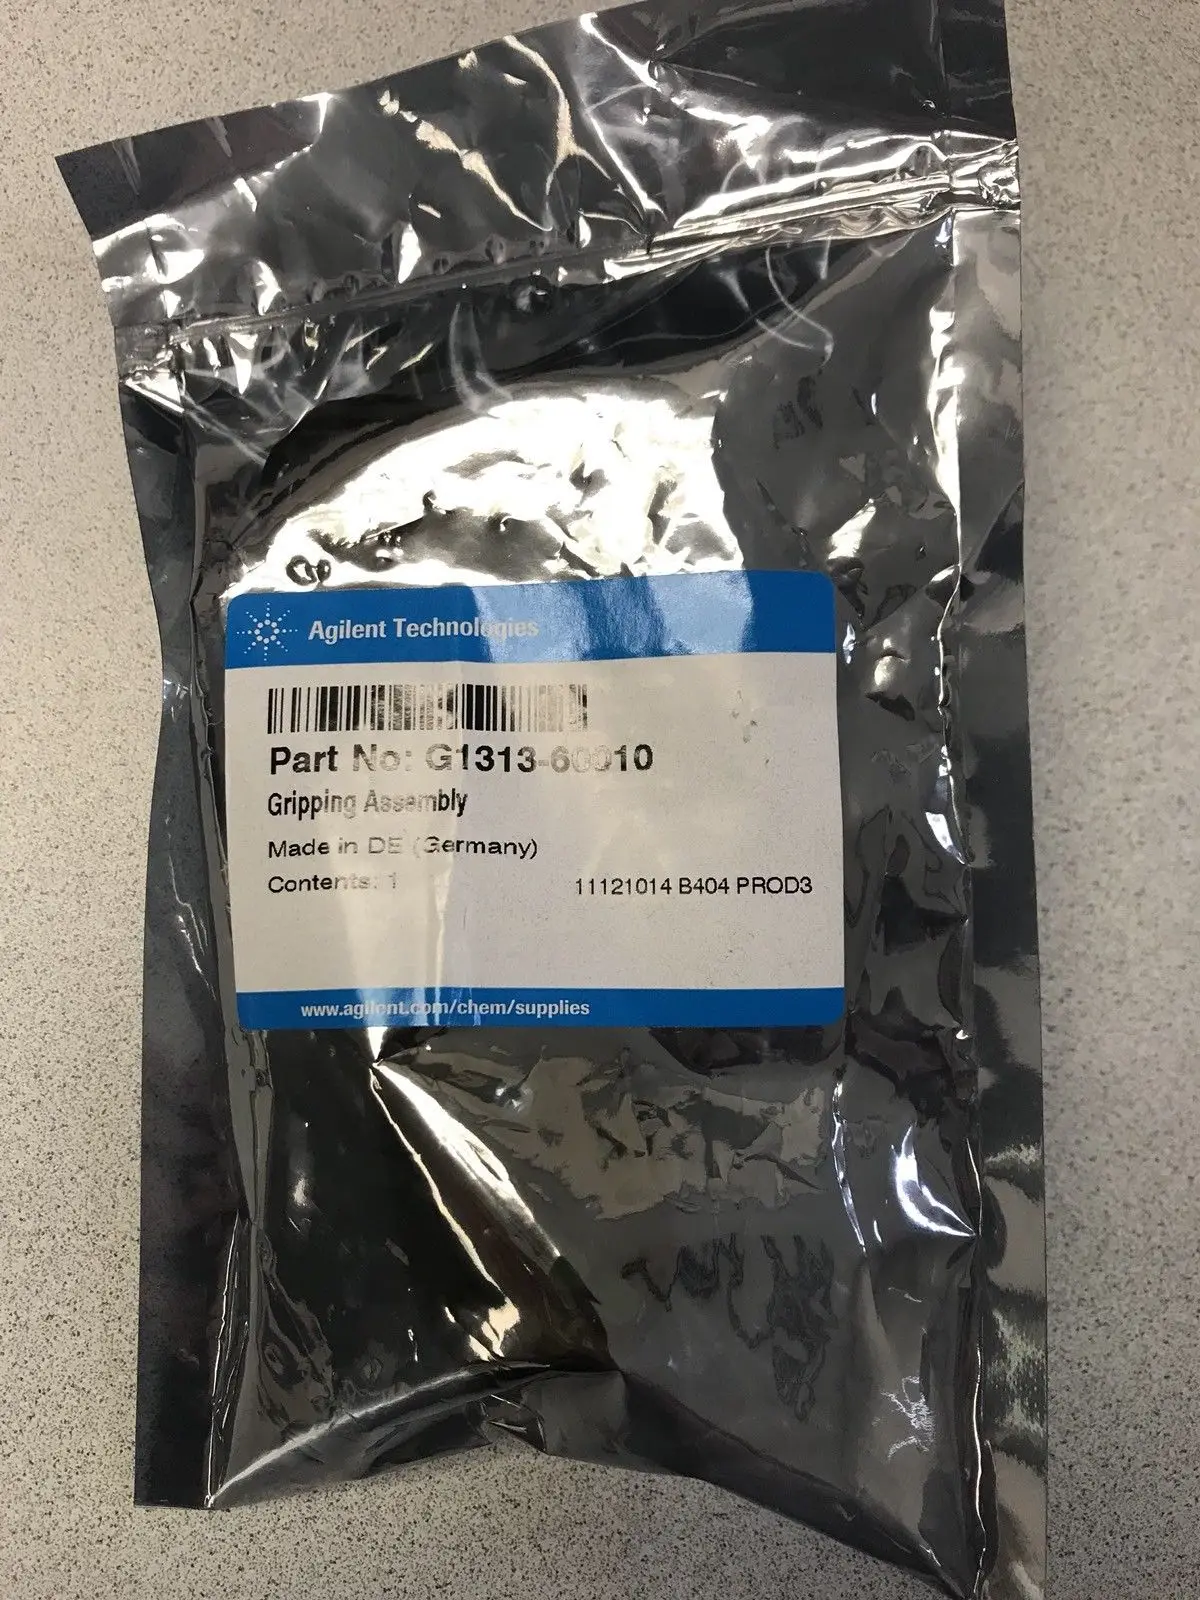 Agilent Technologies
Part No: G1313-60010
Gripping Assembly
Made in DE (Germany)
Contents: 1 11121014 B404 PROD3
www.agilent.com/chem/supplies